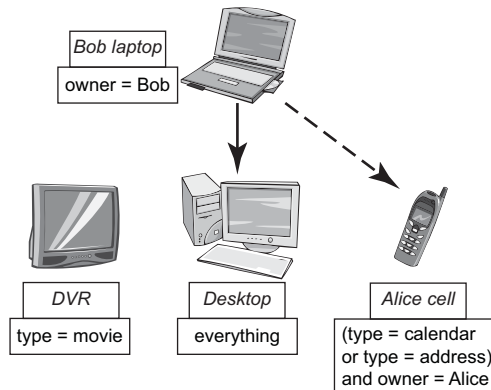 Bob laptop
owner = Bob
DVR
type = movie
Desktop
everything
Alice cell
(type = calendar
or type = address)
and owner = Alice